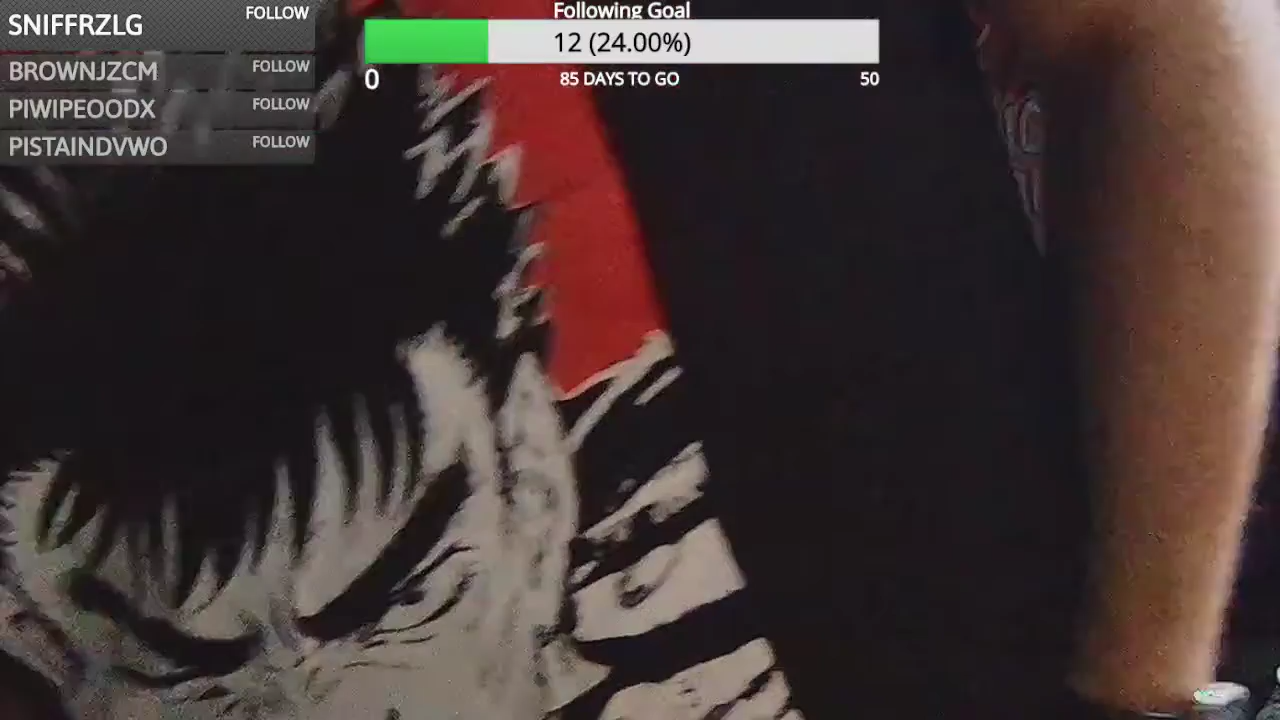 SNIFFRZLG FOLLOW
BROWNJZCM FOLLOW
PIWIPEOODX FOLLOW
PISTAINDVWO FOLLOW
Following Goal
12 (24.00%)
0 85 DAYS TO GO 50